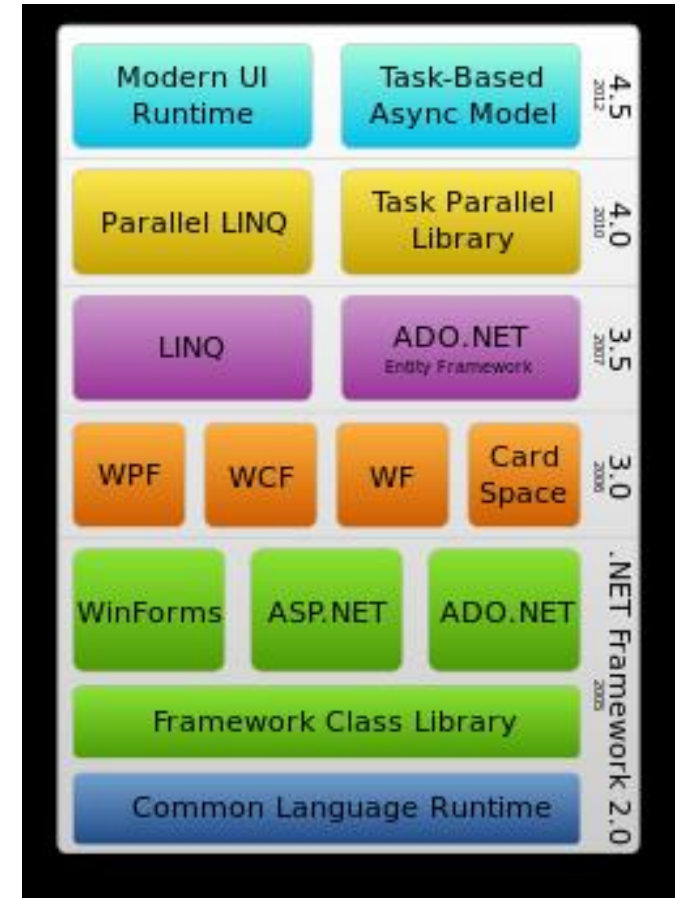 Modern UI
Runtime
Task-Based
Async Model
4.5
2012
Parallel LINQ
Task Parallel
Library
4.0
2010
LINQ
ADO.NET
Entity Framework
3.5
2007
WPF
WCF
WF
Card
Space
3.0
2006
WinForms
ASP.NET
ADO.NET
Framework Class Library
Common Language Runtime
.NET Framework 2.0
2005